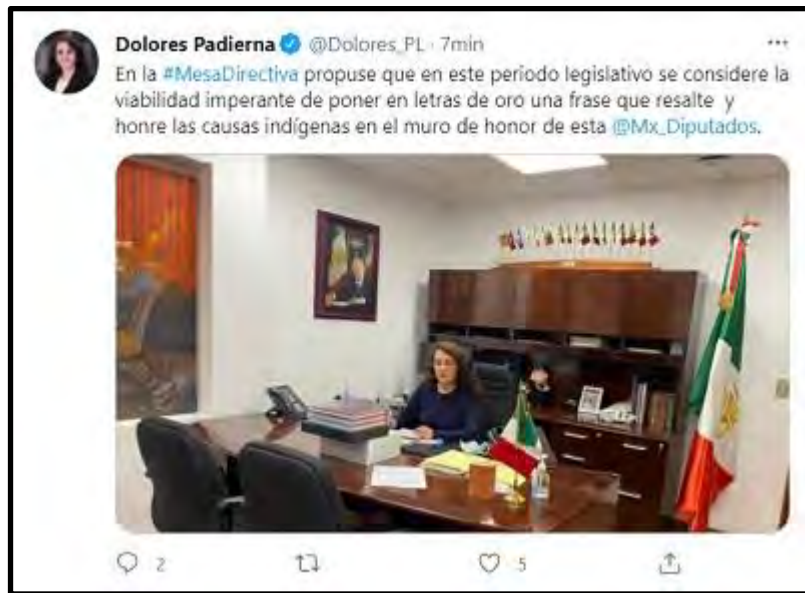 Dolores Padierna @Dolores_PL · 7min
En la #MesaDirectiva propuse que en este periodo legislativo se considere la
viabilidad imperante de poner en letras de oro una frase que resalte y
honre las causas indígenas en el muro de honor de esta @Mx_Diputados.
2 5